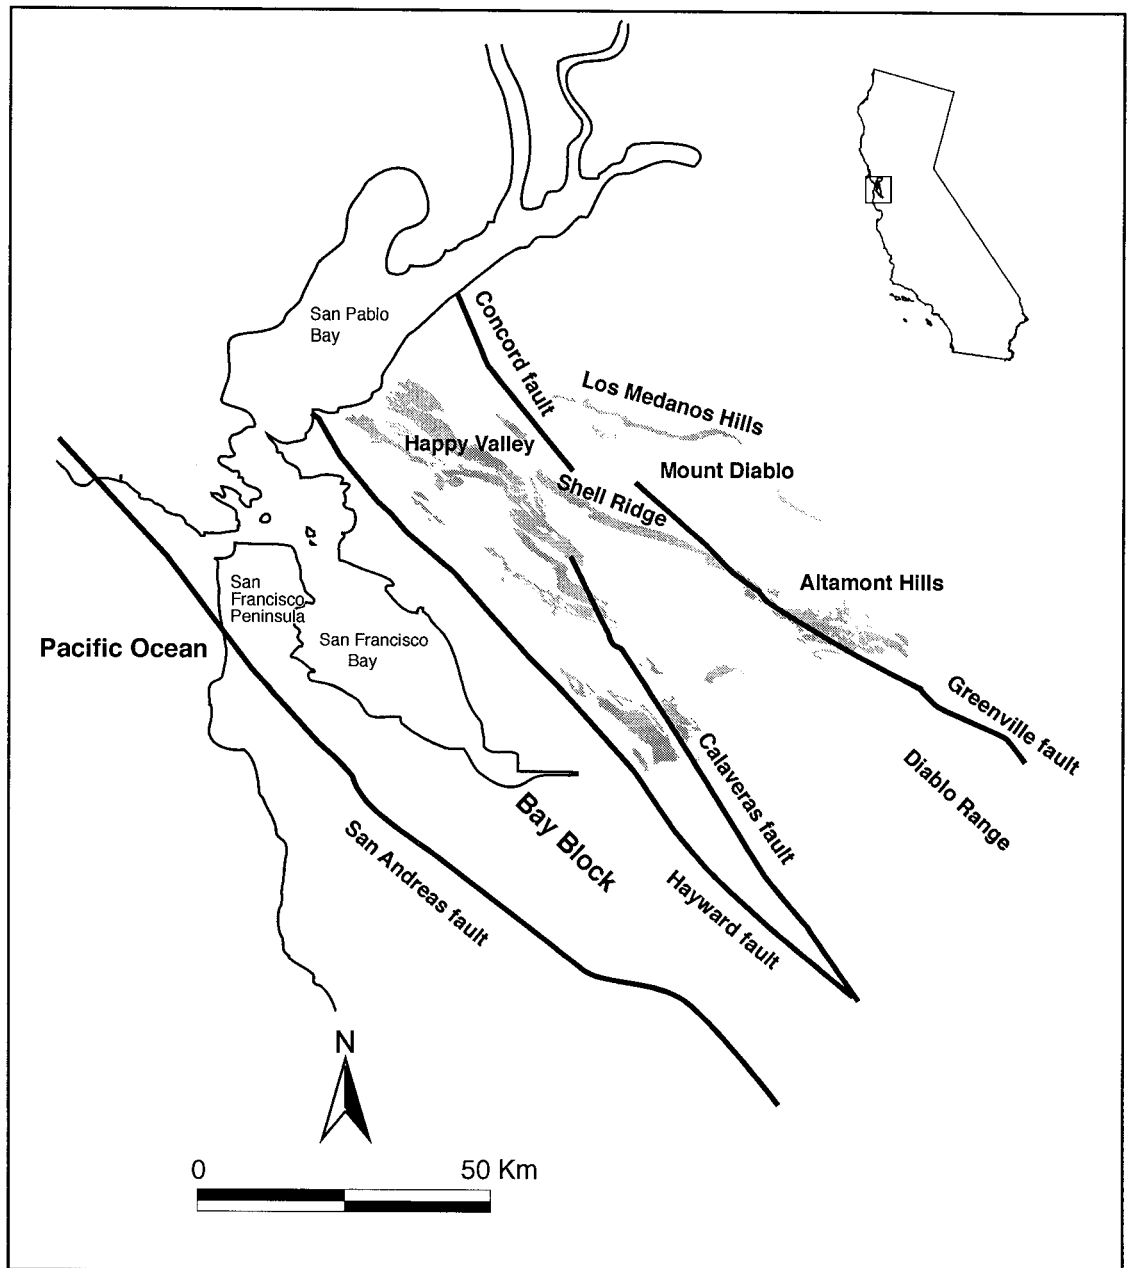 San Pablo
Bay
Concord fault
Los Medanos Hills
Happy Valley
Mount Diablo
Shell Ridge
Altamont Hills
San
Francisco
Peninsula
San Francisco
Bay
Pacific Ocean
Greenville fault
Calaveras fault
Diablo Range
Bay Block
San Andreas fault
Hayward fault
N
0 50 Km